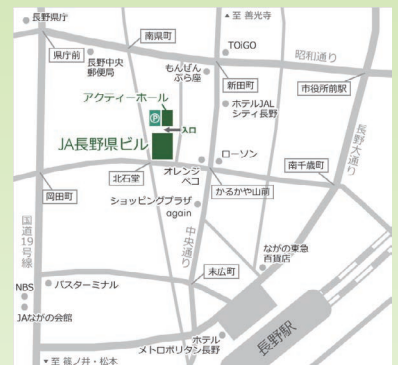 長野県庁
▲至 善光寺
南県町
TOiGO
昭和通り
県庁前
長野中央
郵便局
もんぜん
ぷら座
新田町
市役所前駅
アクティーホール
P
入口
ホテルJAL
シティ長野
長野大通り
JA長野県ビル
ローソン
北石堂
オレンジ
ペコ
南千歳町
岡田町
かるかや山前
ショッピングプラザ
again
国道19号線
中央通り
ながの東急
百貨店
末広町
NBS
バスターミナル
JAながの会館
ホテル
メトロポリタン長野
長野駅
▼至 篠ノ井・松本